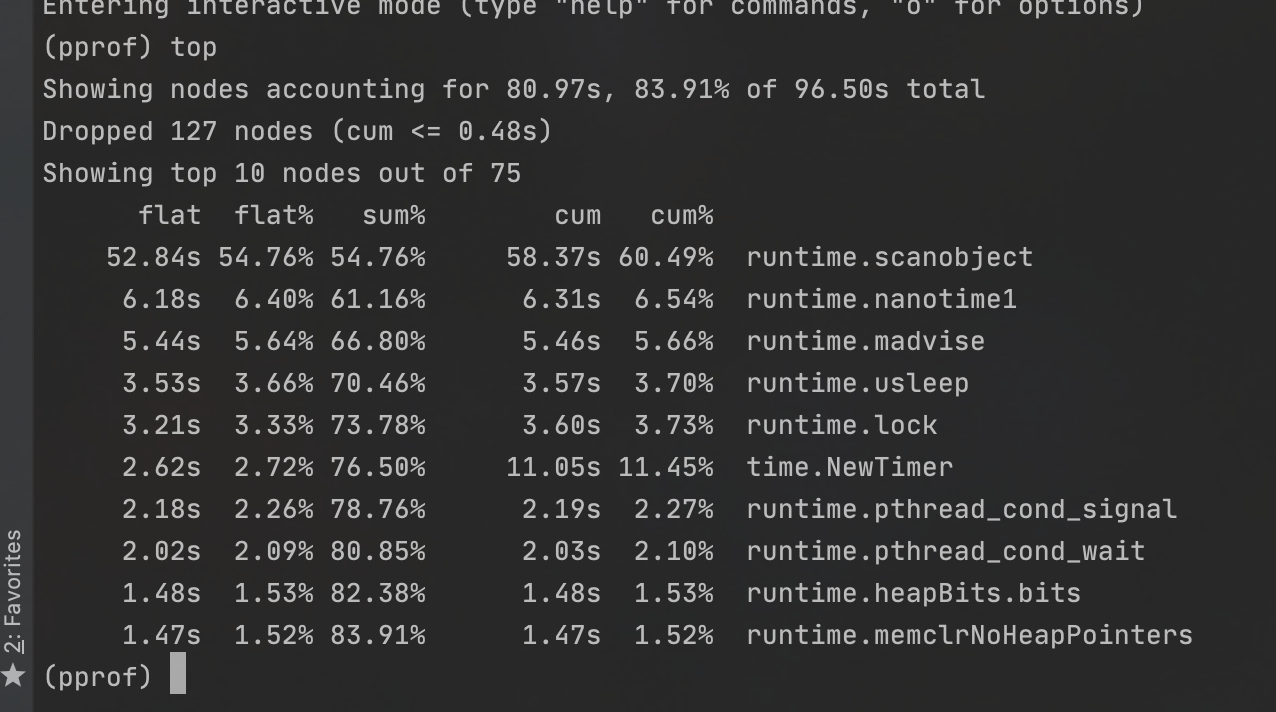 Entering interactive mode (type "help" for commands, "o" for options)
(pprof) top
Showing nodes accounting for 80.97s, 83.91% of 96.50s total
Dropped 127 nodes (cum <= 0.48s)
Showing top 10 nodes out of 75
flat flat% sum% cum cum%
52.84s 54.76% 54.76% 58.37s 60.49% runtime.scanobject
6.18s 6.40% 61.16% 6.31s 6.54% runtime.nanotime1
5.44s 5.64% 66.80% 5.46s 5.66% runtime.madvise
3.53s 3.66% 70.46% 3.57s 3.70% runtime.usleep
3.21s 3.33% 73.78% 3.60s 3.73% runtime.lock
2.62s 2.72% 76.50% 11.05s 11.45% time.NewTimer
2.18s 2.26% 78.76% 2.19s 2.27% runtime.pthread_cond_signal
2.02s 2.09% 80.85% 2.03s 2.10% runtime.pthread_cond_wait
1.48s 1.53% 82.38% 1.48s 1.53% runtime.heapBits.bits
1.47s 1.52% 83.91% 1.47s 1.52% runtime.memclrNoHeapPointers
(pprof)
2: Favorites